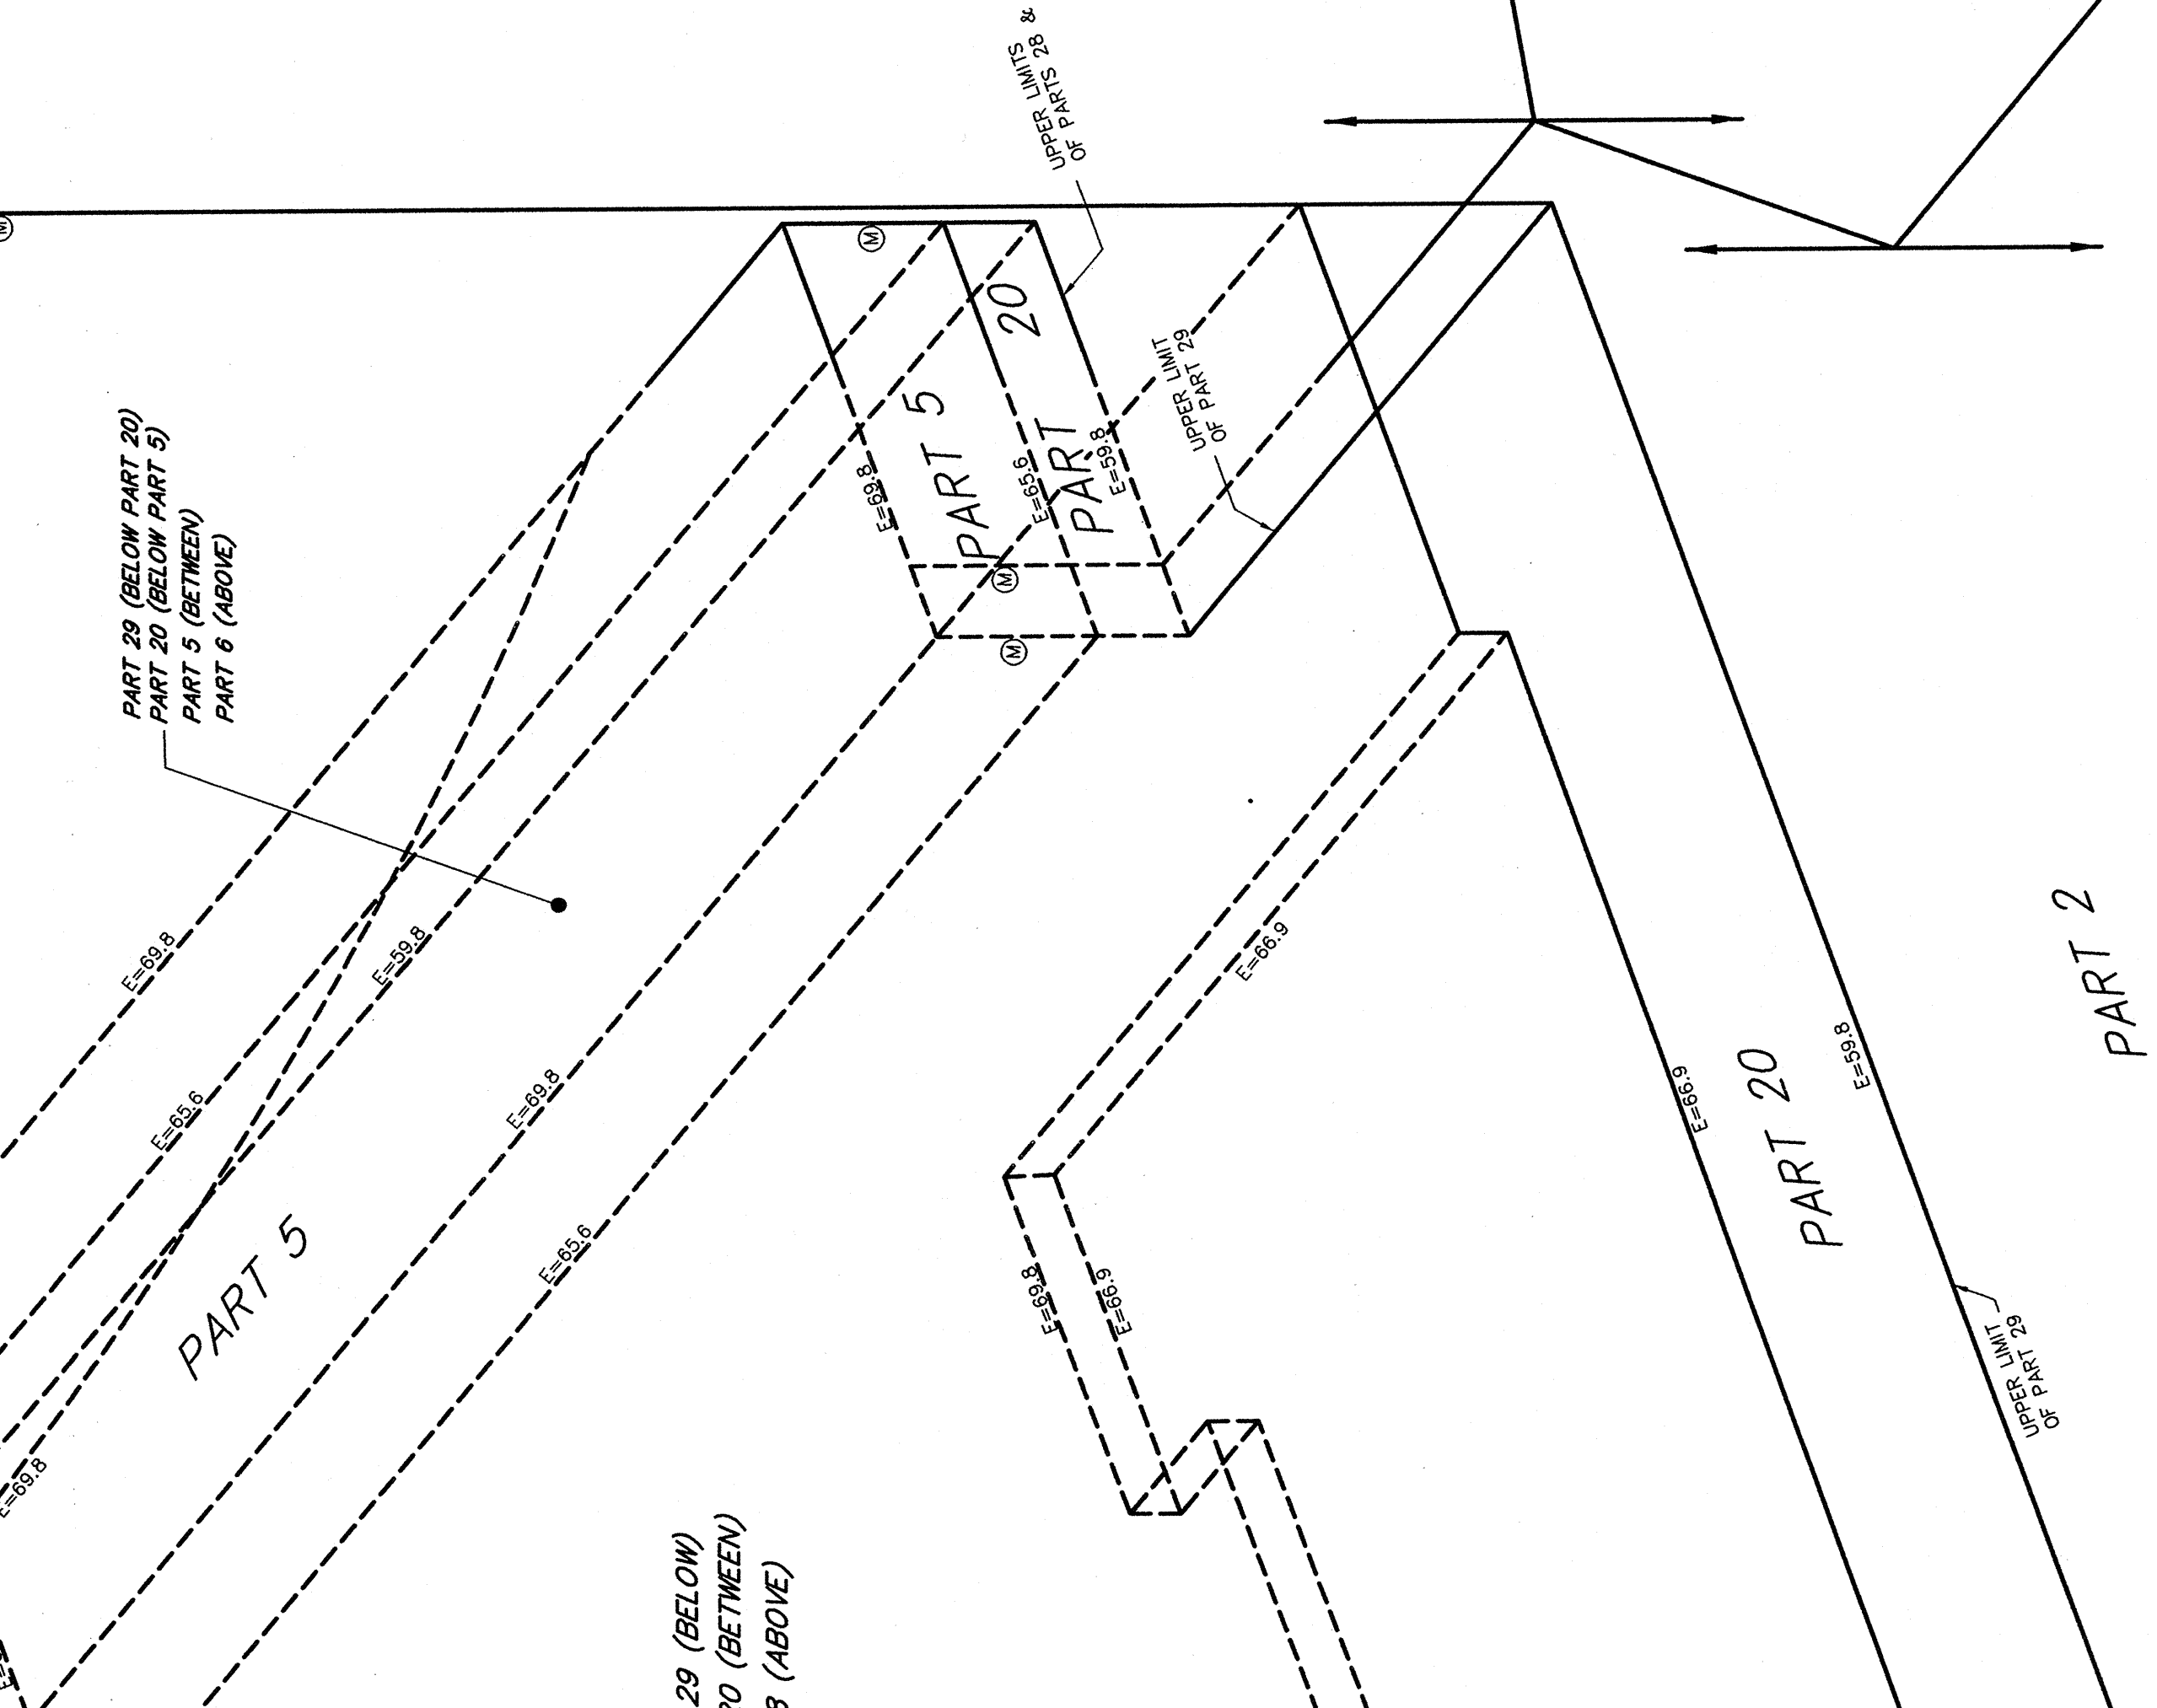 UPPER LIMITS
OF PARTS 28 &
M
M
PART 29 (BELOW PART 20)
PART 20 (BELOW PART 5)
PART 5 (BETWEEN)
PART 6 (ABOVE)
PART 5
PART 20
E=69.8
E=65.6
E=59.8
UPPER LIMIT
OF PART 29
M
M
E=69.8
E=59.8
E=65.6
E=69.8
E=65.6
E=66.9
PART 5
E=69.8
E=69.8
E=66.9
E=66.9
PART 20
E=59.8
PART 2
UPPER LIMIT
OF PART 29
29 (BELOW)
20 (BETWEEN)
(ABOVE)